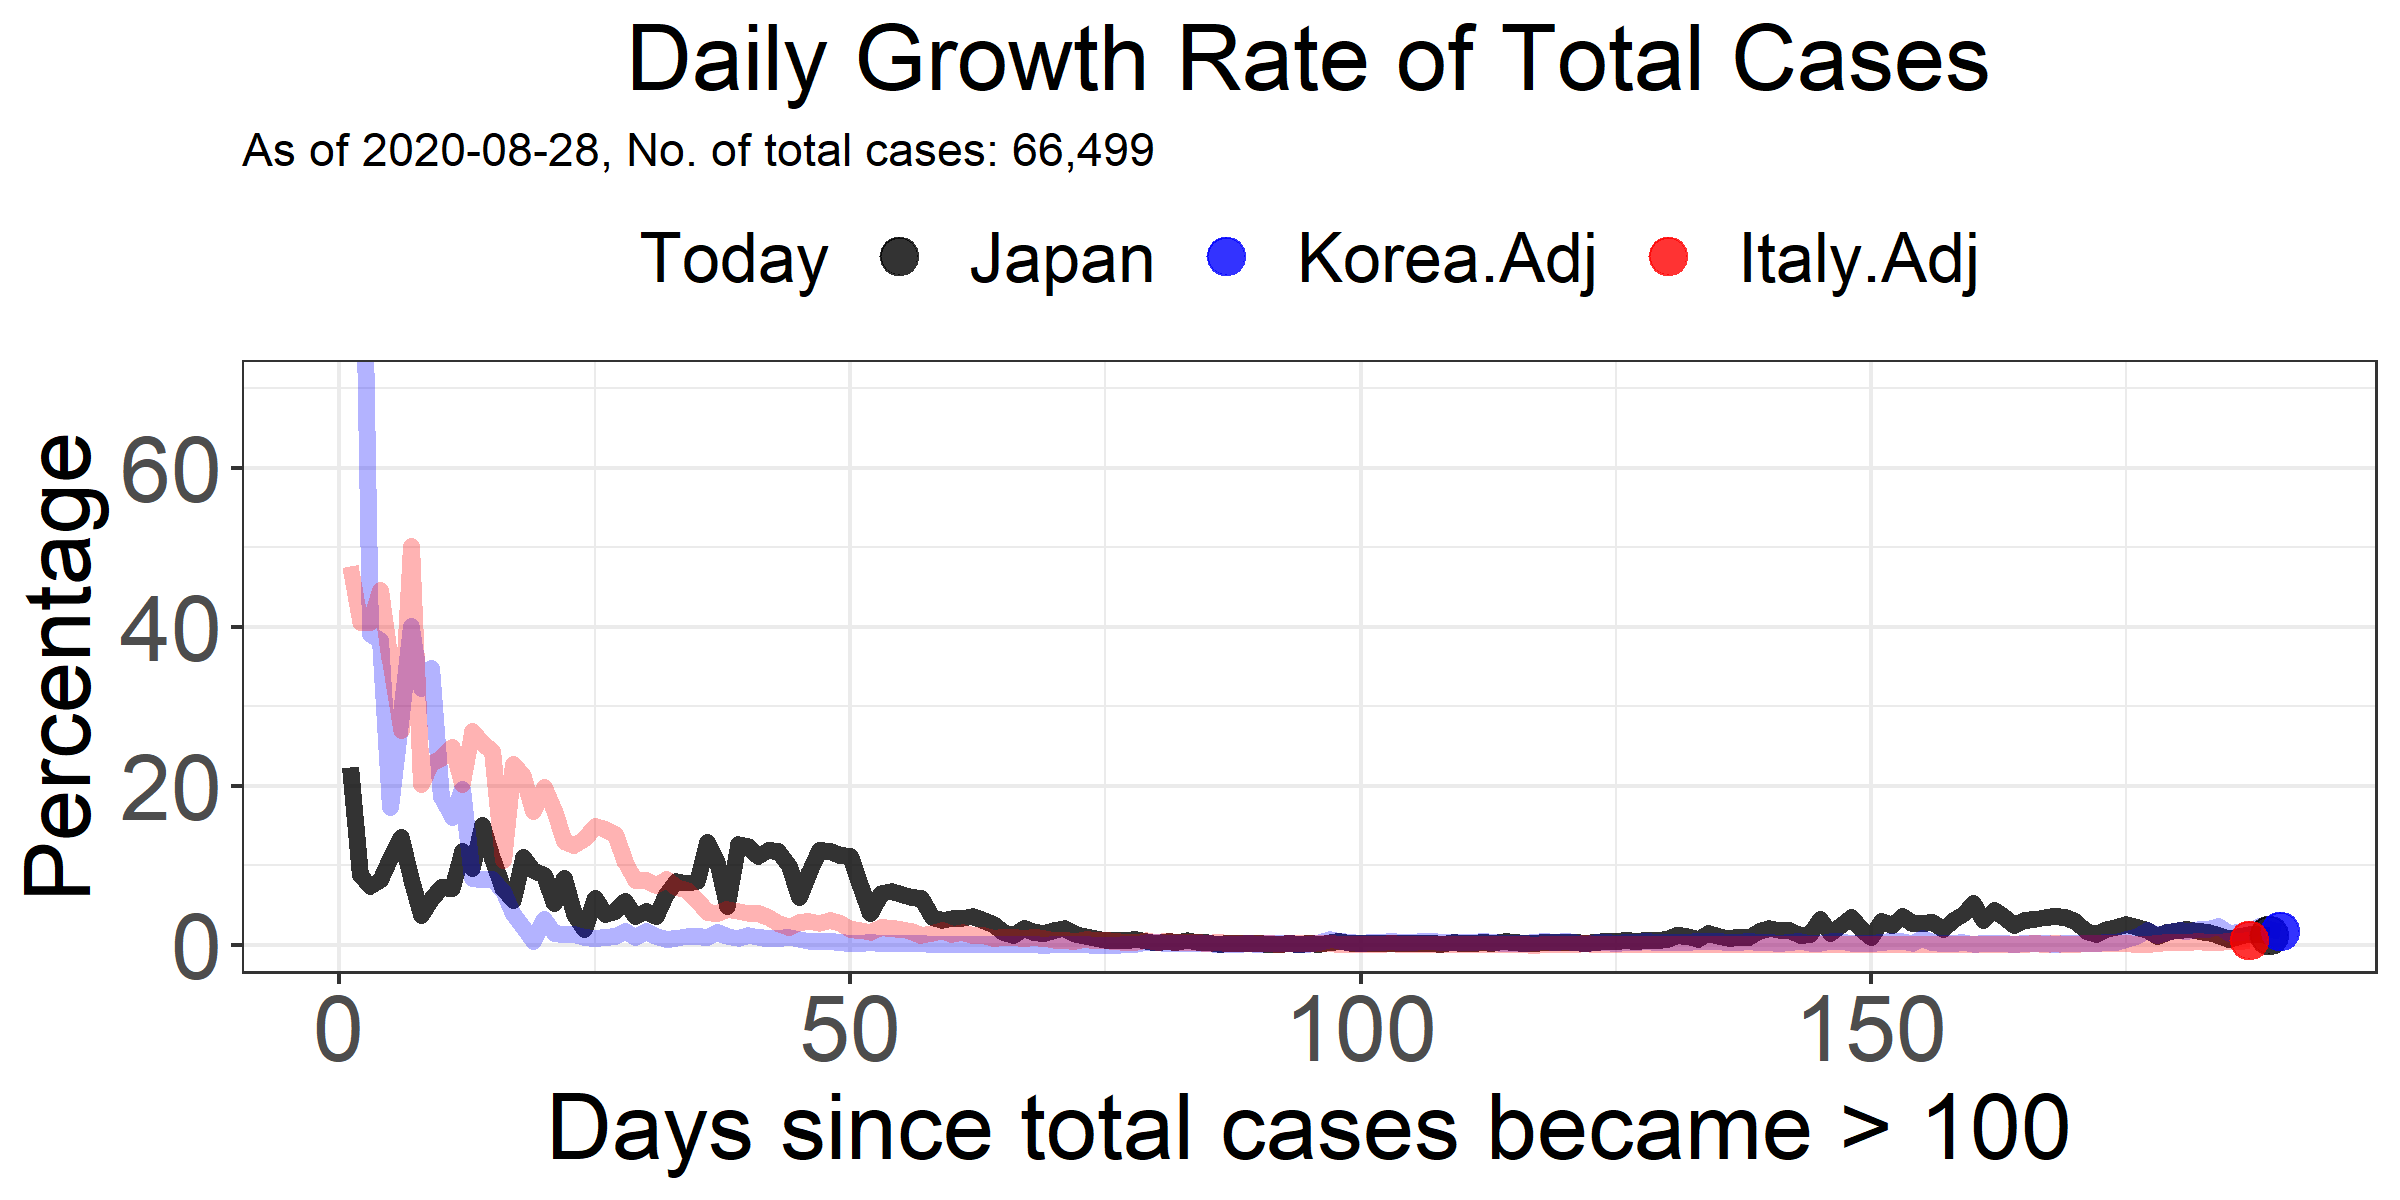 Daily Growth Rate of Total Cases
As of 2020-08-28, No. of total cases: 66,499
Today Japan Korea.Adj Italy.Adj
Percentage
60
40
20
0
0 50 100 150
Days since total cases became > 100